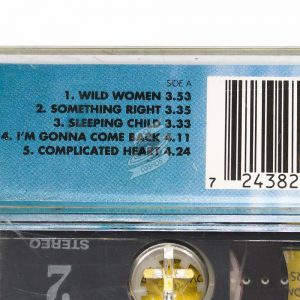 SIDE A
1. WILD WOMEN 3.53
2. SOMETHING RIGHT 3.35
3. SLEEPING CHILD 3.33
4. I'M GONNA COME BACK 4.11
5. COMPLICATED HEART 4.24
7 24382
STEREO